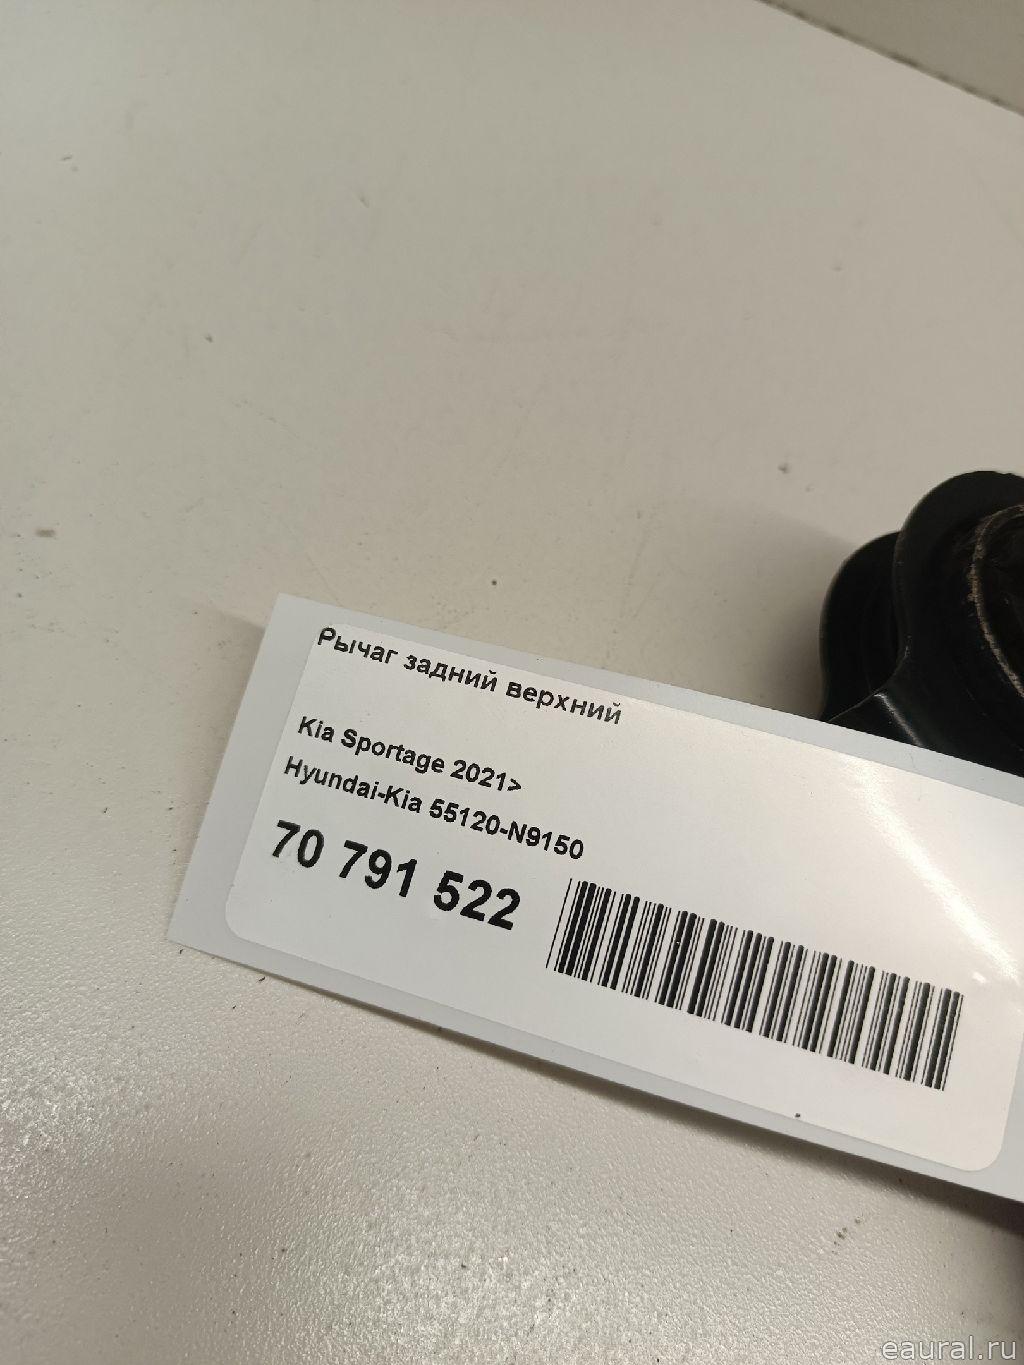 Рычаг задний верхний
Kia Sportage 2021>
Hyundai-Kia 55120-N9150
70 791 522
eaural.ru